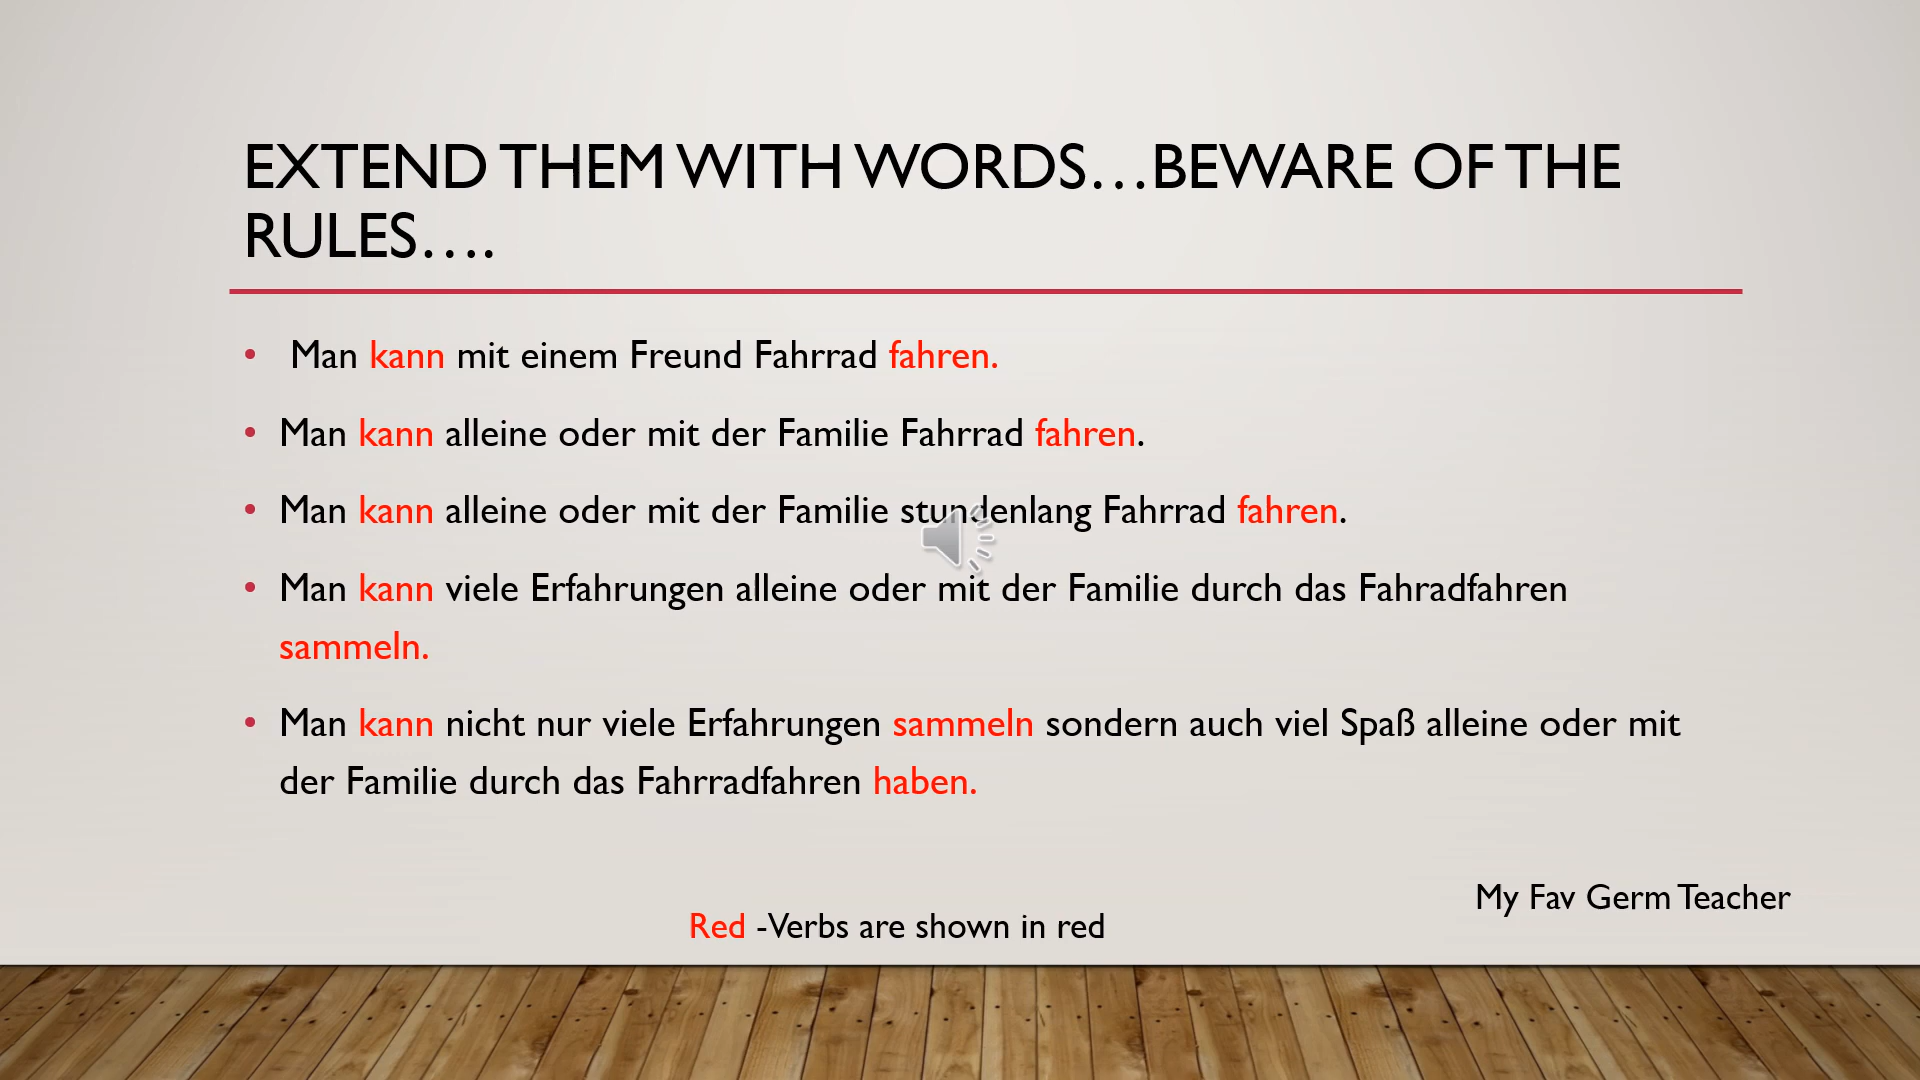 EXTEND THEM WITH WORDS…BEWARE OF THE
RULES….
• Man kann mit einem Freund Fahrrad fahren.
• Man kann alleine oder mit der Familie Fahrrad fahren.
• Man kann alleine oder mit der Familie stundenlang Fahrrad fahren.
• Man kann viele Erfahrungen alleine oder mit der Familie durch das Fahradfahren
sammeln.
• Man kann nicht nur viele Erfahrungen sammeln sondern auch viel Spaß alleine oder mit
der Familie durch das Fahrradfahren haben.
My Fav Germ Teacher
Red -Verbs are shown in red